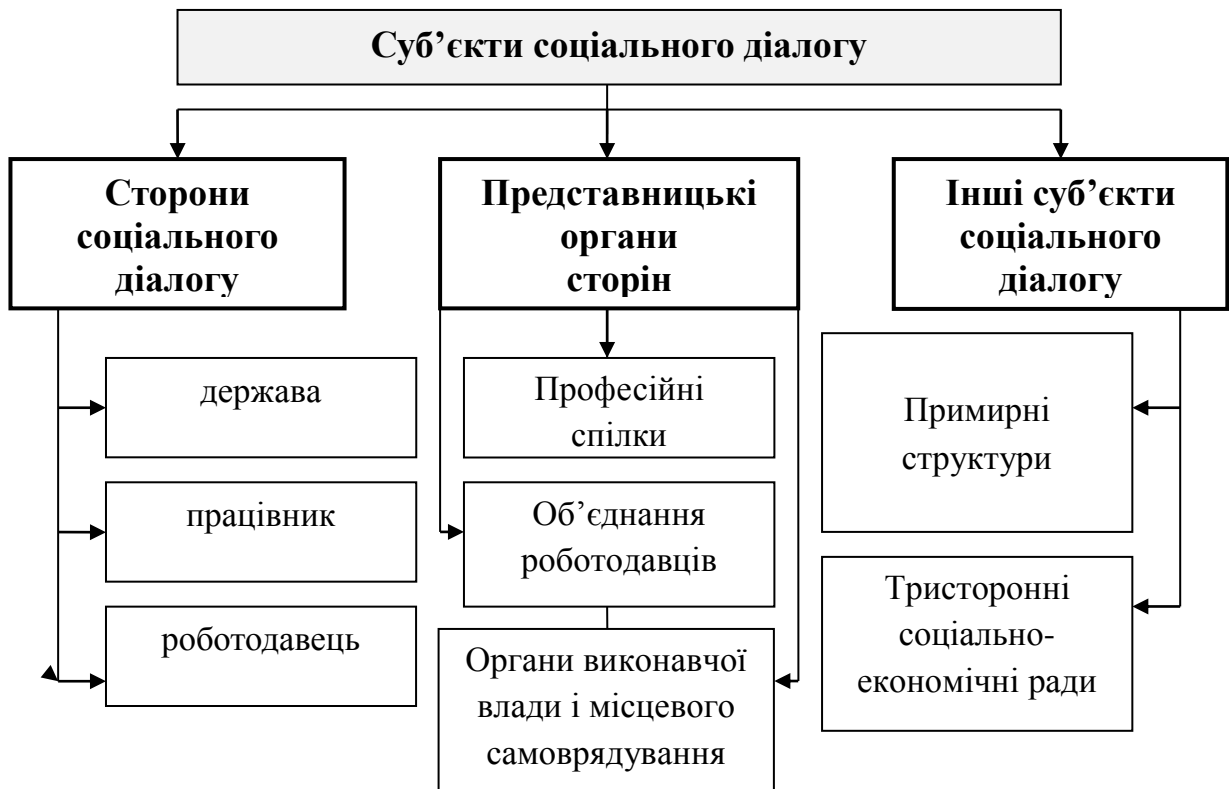 Суб’єкти соціального діалогу
Сторони
соціального
діалогу
держава
працівник
роботодавець
Представницькі
органи
сторін
Професійні
спілки
Об’єднання
роботодавців
Органи виконавчої
влади і місцевого
самоврядування
Інші суб’єкти
соціального
діалогу
Примирні
структури
Тристоронні
соціально-
економічні ради